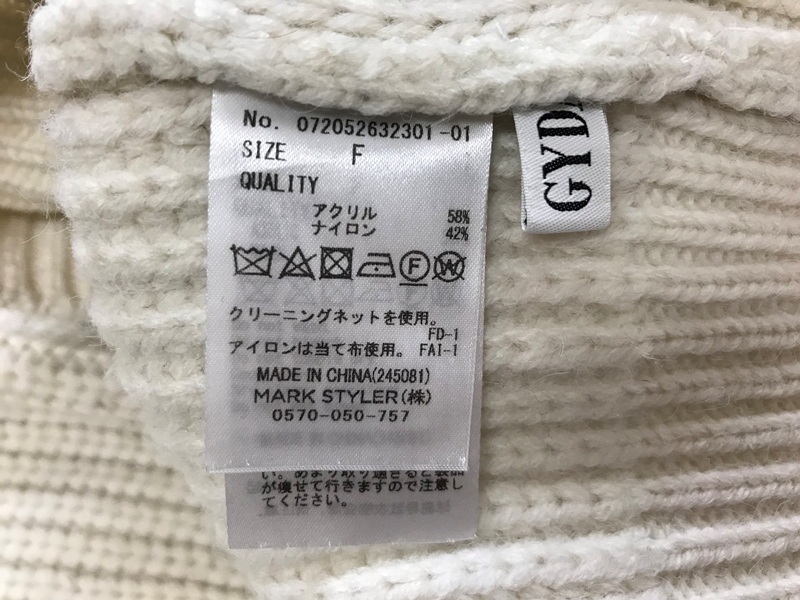 No. 072052632301-01
SIZE F
QUALITY
アクリル 58%
ナイロン 42%
F
W
クリーニングネットを使用。
FD-1
アイロンは当て布使用。 FAI-1
MADE IN CHINA(245081)
MARK STYLER(株)
0570-050-757
が痩せて行きますので注意し
てください。
GYD